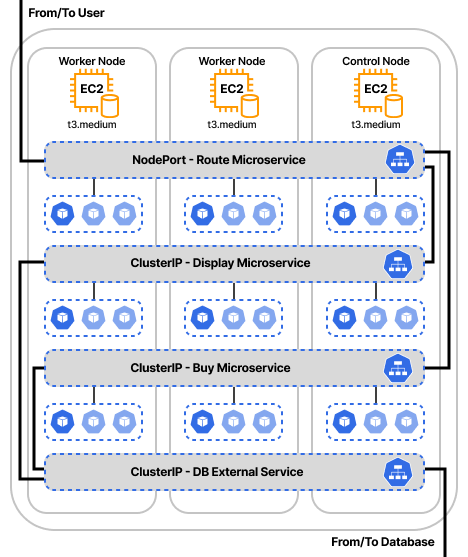 From/To User
Worker Node
Worker Node
Control Node
EC2
EC2
EC2
t3.medium
t3.medium
t3.medium
NodePort - Route Microservice
ClusterIP - Display Microservice
ClusterIP - Buy Microservice
ClusterIP - DB External Service
From/To Database